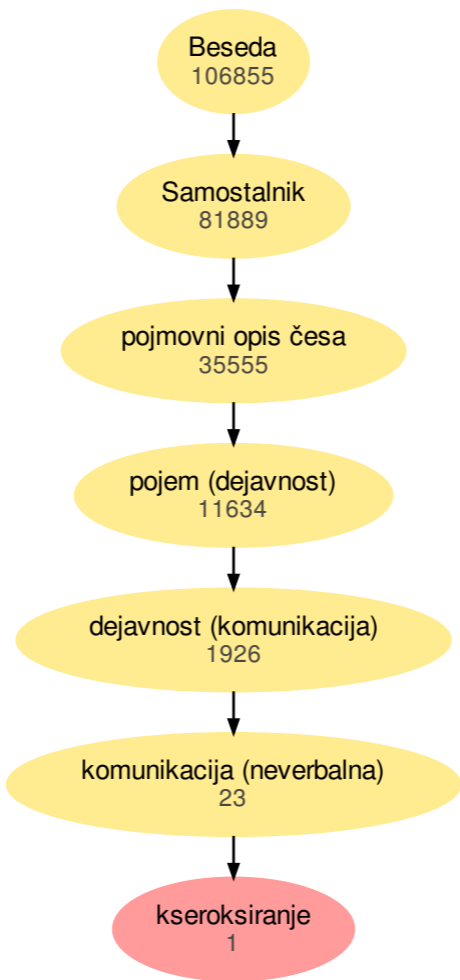 Beseda
106855
Samostalnik
81889
pojmovni opis česa
35555
pojem (dejavnost)
11634
dejavnost (komunikacija)
1926
komunikacija (neverbalna)
23
kseroksiranje
1